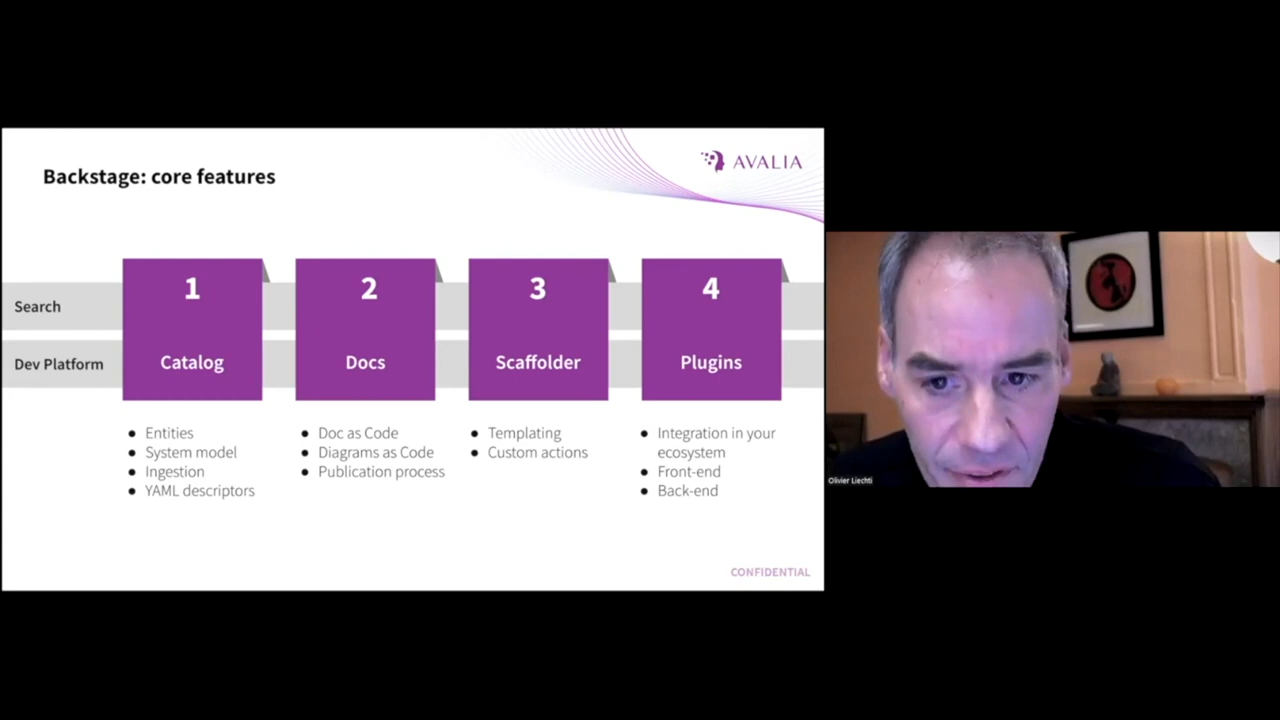 Backstage: core features
AVALIA
Search
Dev Platform
1
Catalog
2
Docs
3
Scaffolder
4
Plugins
● Entities
● System model
● Ingestion
● YAML descriptors
● Doc as Code
● Diagrams as Code
● Publication process
● Templating
● Custom actions
● Integration in your
ecosystem
● Front-end
● Back-end
CONFIDENTIAL
Olivier Liechti